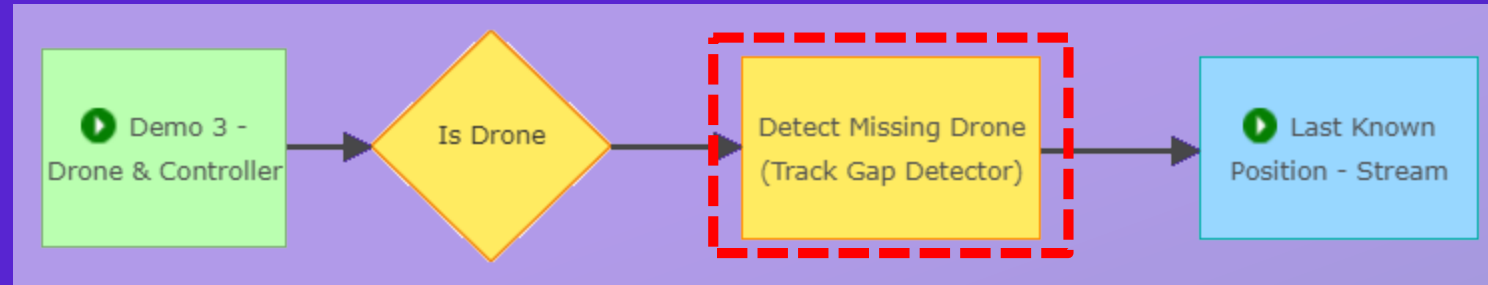 Demo 3 -
Drone & Controller
Is Drone
Detect Missing Drone
(Track Gap Detector)
Last Known
Position - Stream